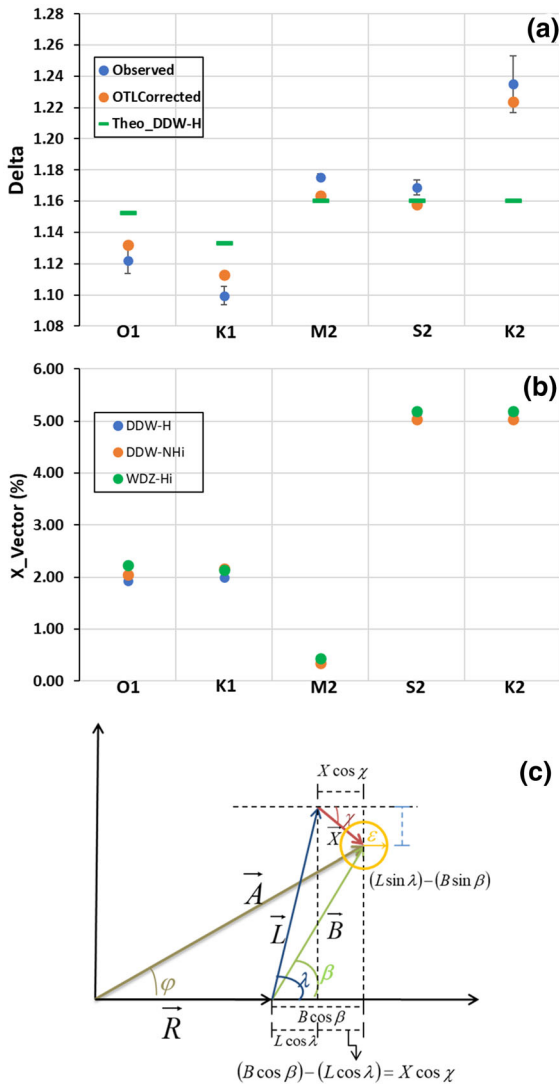 (a)
1.28
1.26
1.24
1.22
1.20
1.18
1.16
1.14
1.12
1.10
1.08
Delta
Observed
OTLCorrected
Theo_DDW-H
O1 K1 M2 S2 K2
(b)
6.00
5.00
4.00
3.00
2.00
1.00
0.00
X_Vector (%)
DDW-H
DDW-NHi
WDZ-Hi
O1 K1 M2 S2 K2
(c)
X cos χ
χ
X
ε
(L sin λ) − (B sin β)
A
L
B
φ
λ
β
R
B cos β
L cos λ
(B cos β) − (L cos λ) = X cos χ